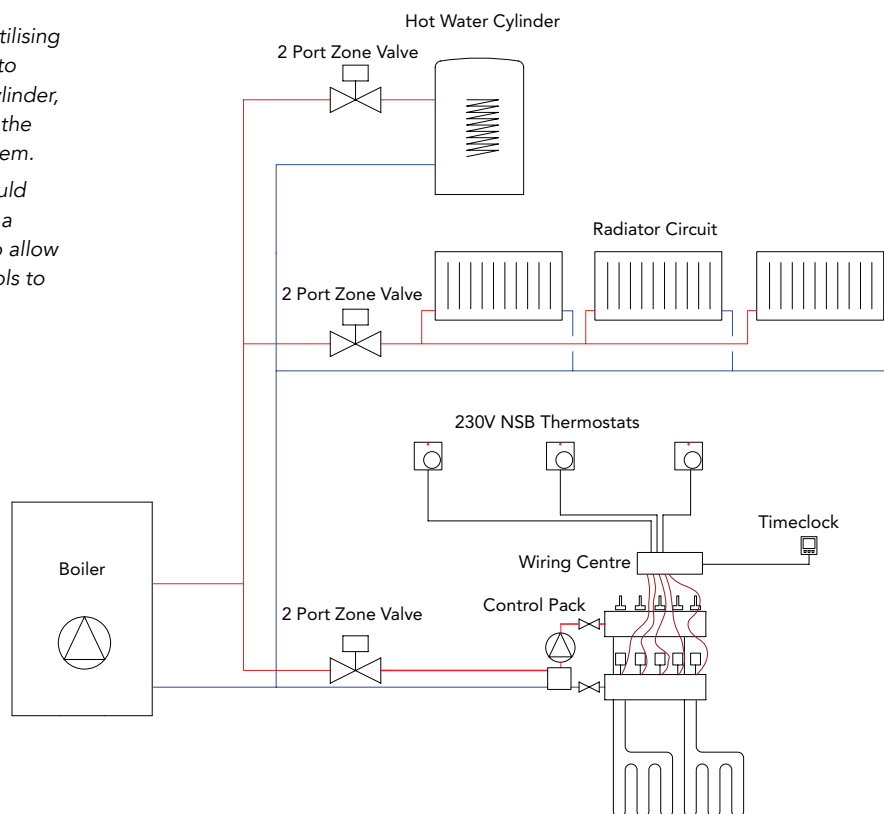 tilising
to
ylinder,
the
em.
uld
a
o allow
ols to
Hot Water Cylinder
2 Port Zone Valve
Radiator Circuit
2 Port Zone Valve
230V NSB Thermostats
Timeclock
Wiring Centre
Boiler
Control Pack
2 Port Zone Valve